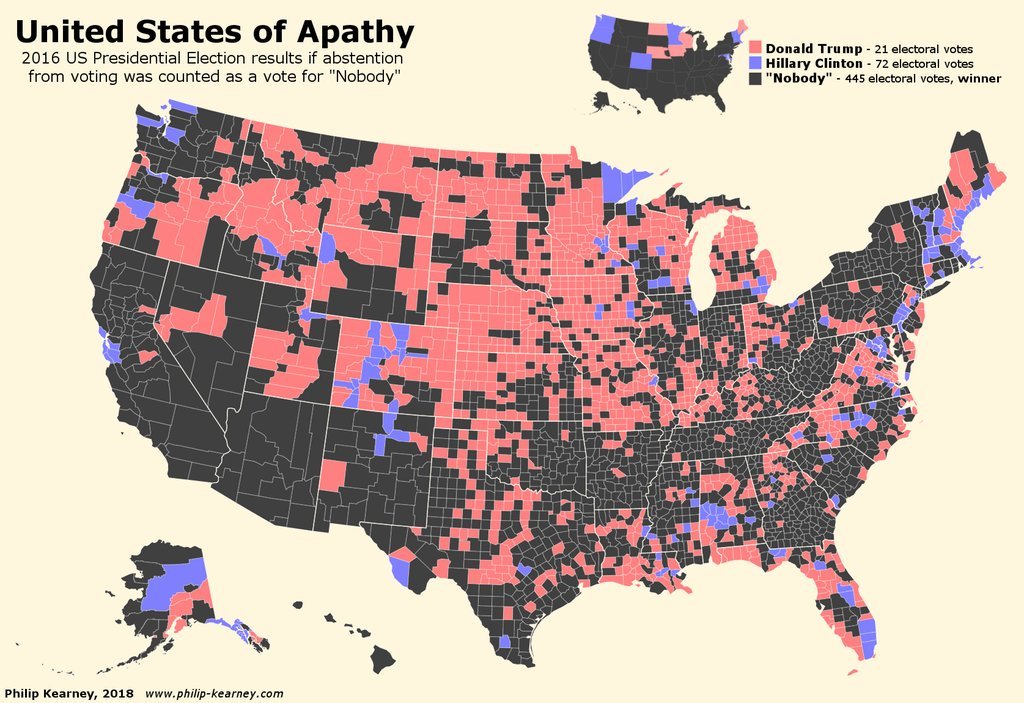 United States of Apathy
2016 US Presidential Election results if abstention
from voting was counted as a vote for "Nobody"
Donald Trump - 21 electoral votes
Hillary Clinton - 72 electoral votes
"Nobody" - 445 electoral votes, winner
Philip Kearney, 2018 www.philip-kearney.com